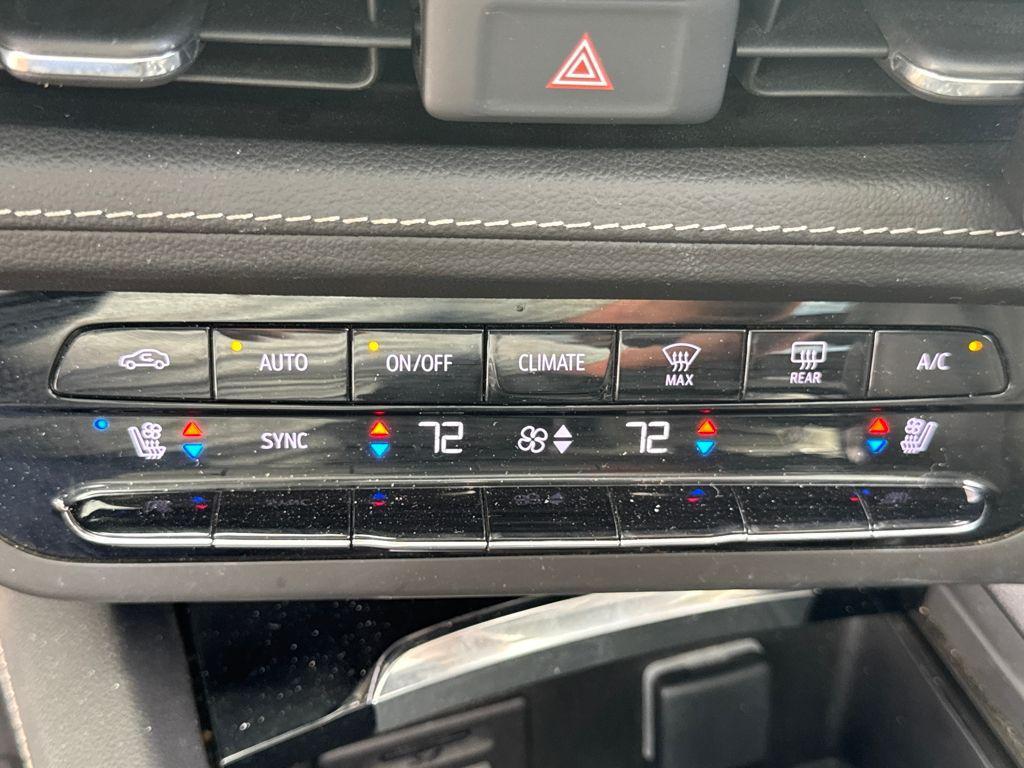 AUTO
ON/OFF
CLIMATE
MAX
REAR
A/C
SYNC
72
72